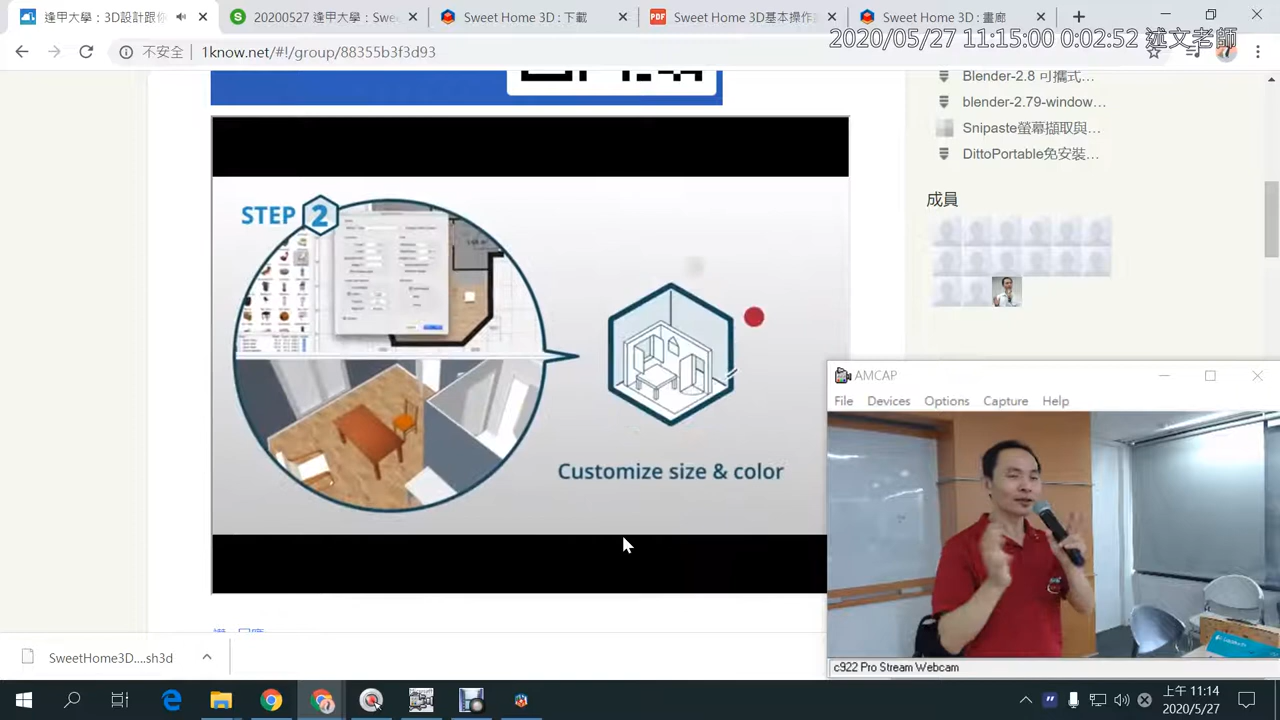 逢甲大學：3D設計跟你
20200527 逢甲大學：Swe
Sweet Home 3D : 下載
Sweet Home 3D基本操作
Sweet Home 3D : 畫廊
不安全
1know.net/#!/group/88355b3f3d93
2020/05/27 11:15:00 0:02:52 述文老師
Blender-2.8 可攜式…
blender-2.79-window…
Snipaste螢幕擷取與…
DittoPortable免安裝…
成員
STEP 2
Customize size & color
AMCAP
File Devices Options Capture Help
c922 Pro Stream Webcam
SweetHome3D....sh3d
上午 11:14
2020/5/27